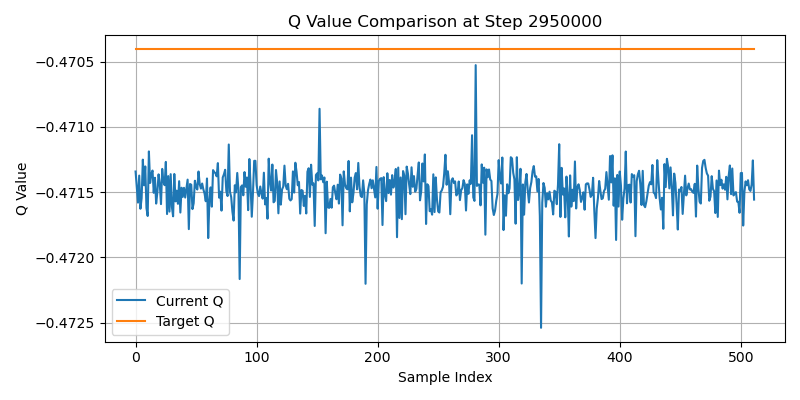 Q Value Comparison at Step 2950000
Q Value
−0.4705
−0.4710
−0.4715
−0.4720
−0.4725
Current Q
Target Q
0
100
200
300
400
500
Sample Index